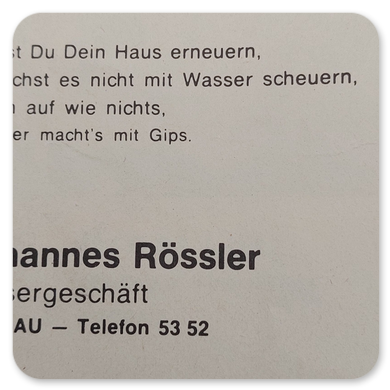 st Du Dein Haus erneuern,
chst es nicht mit Wasser scheuern,
auf wie nichts,
er macht's mit Gips.
annes Rössler
sergeschäft
AU — Telefon 53 52